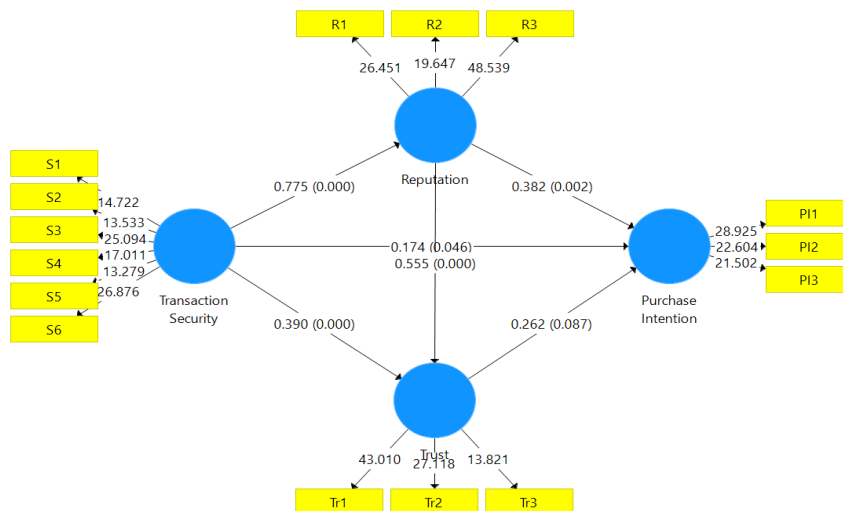 R1
R2
R3
26.451
19.647
48.539
Reputation
S1
S2
S3
S4
S5
S6
14.722
13.533
25.094
17.011
13.279
26.876
Transaction
Security
0.775 (0.000)
0.382 (0.002)
0.174 (0.046)
0.555 (0.000)
0.390 (0.000)
0.262 (0.087)
PI1
PI2
PI3
28.925
22.604
21.502
Purchase
Intention
Trust
43.010
27.118
13.821
Tr1
Tr2
Tr3